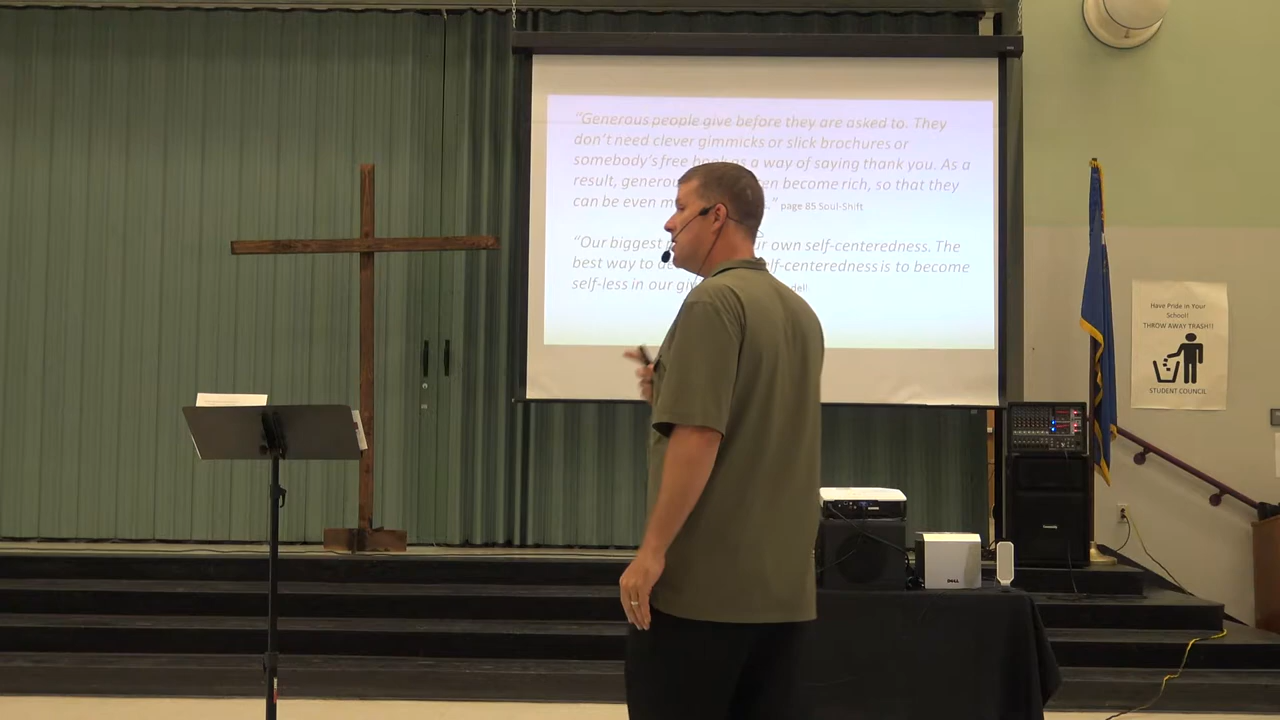 "Generous people give before they are asked to. They
don't need clever gimmicks or slick brochures or
somebody's free as a way of saying thank you. As a
result, become rich, so that they
can be even page 85 Soul-Shift
"Our biggest own self-centeredness. The
best way to self-centeredness is to become
self-less in our
Have Pride in Your
School!
THROW AWAY TRASH!!
STUDENT COUNCIL
DELL